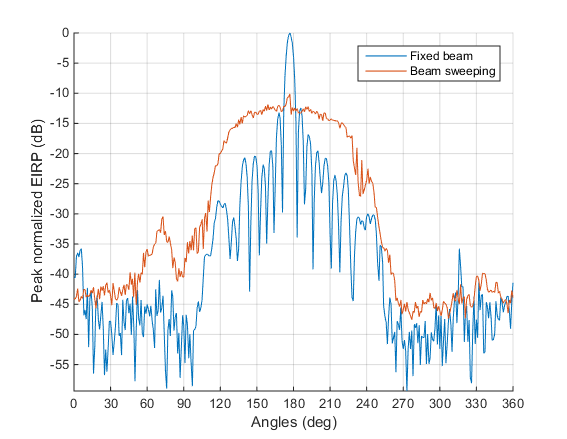 0
-5
-10
-15
-20
-25
-30
-35
-40
-45
-50
-55
Peak normalized EIRP (dB)
Fixed beam
Beam sweeping
0 30 60 90 120 150 180 210 240 270 300 330 360
Angles (deg)